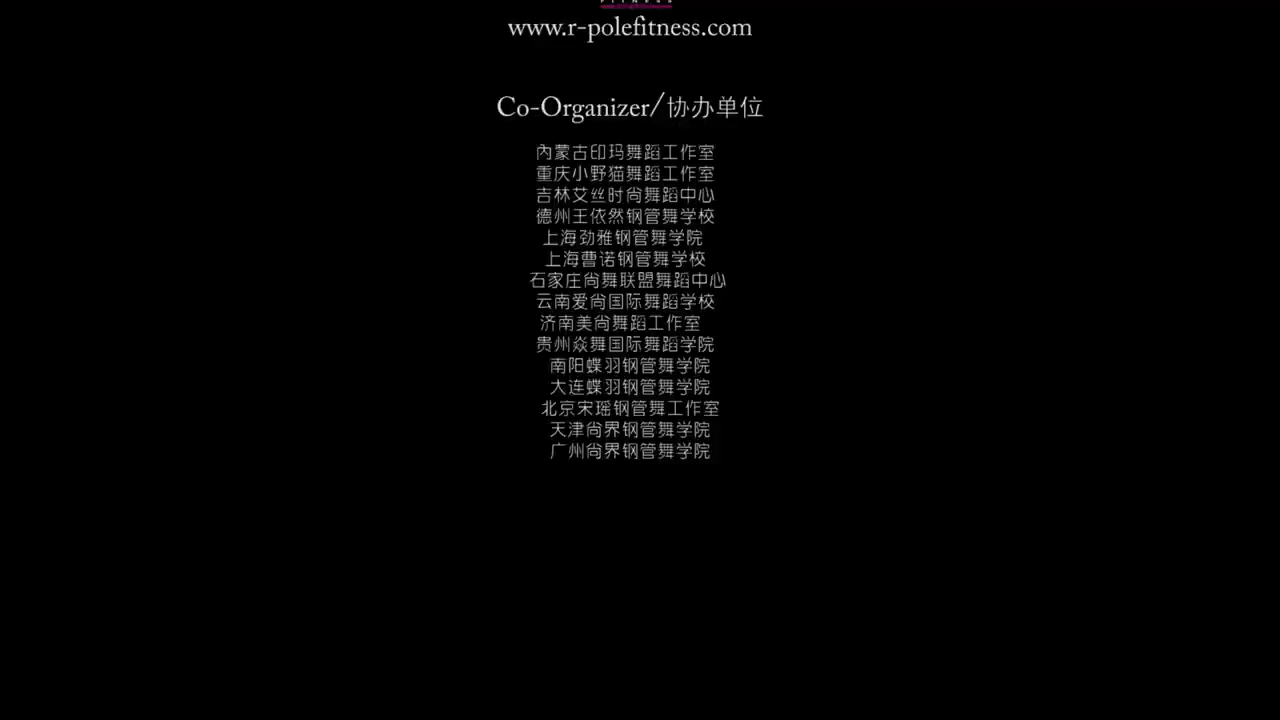 www.r-polefitness.com
Co-Organizer/协办单位
内蒙古印玛舞蹈工作室
重庆小野猫舞蹈工作室
吉林艾丝时尚舞蹈中心
德州王依然钢管舞学校
上海劲雅钢管舞学院
上海曹诺钢管舞学校
石家庄尚舞联盟舞蹈中心
云南爱尚国际舞蹈学校
济南美尚舞蹈工作室
贵州焱舞国际舞蹈学院
南阳蝶羽钢管舞学院
大连蝶羽钢管舞学院
北京宋瑶钢管舞工作室
天津尚界钢管舞学院
广州尚界钢管舞学院